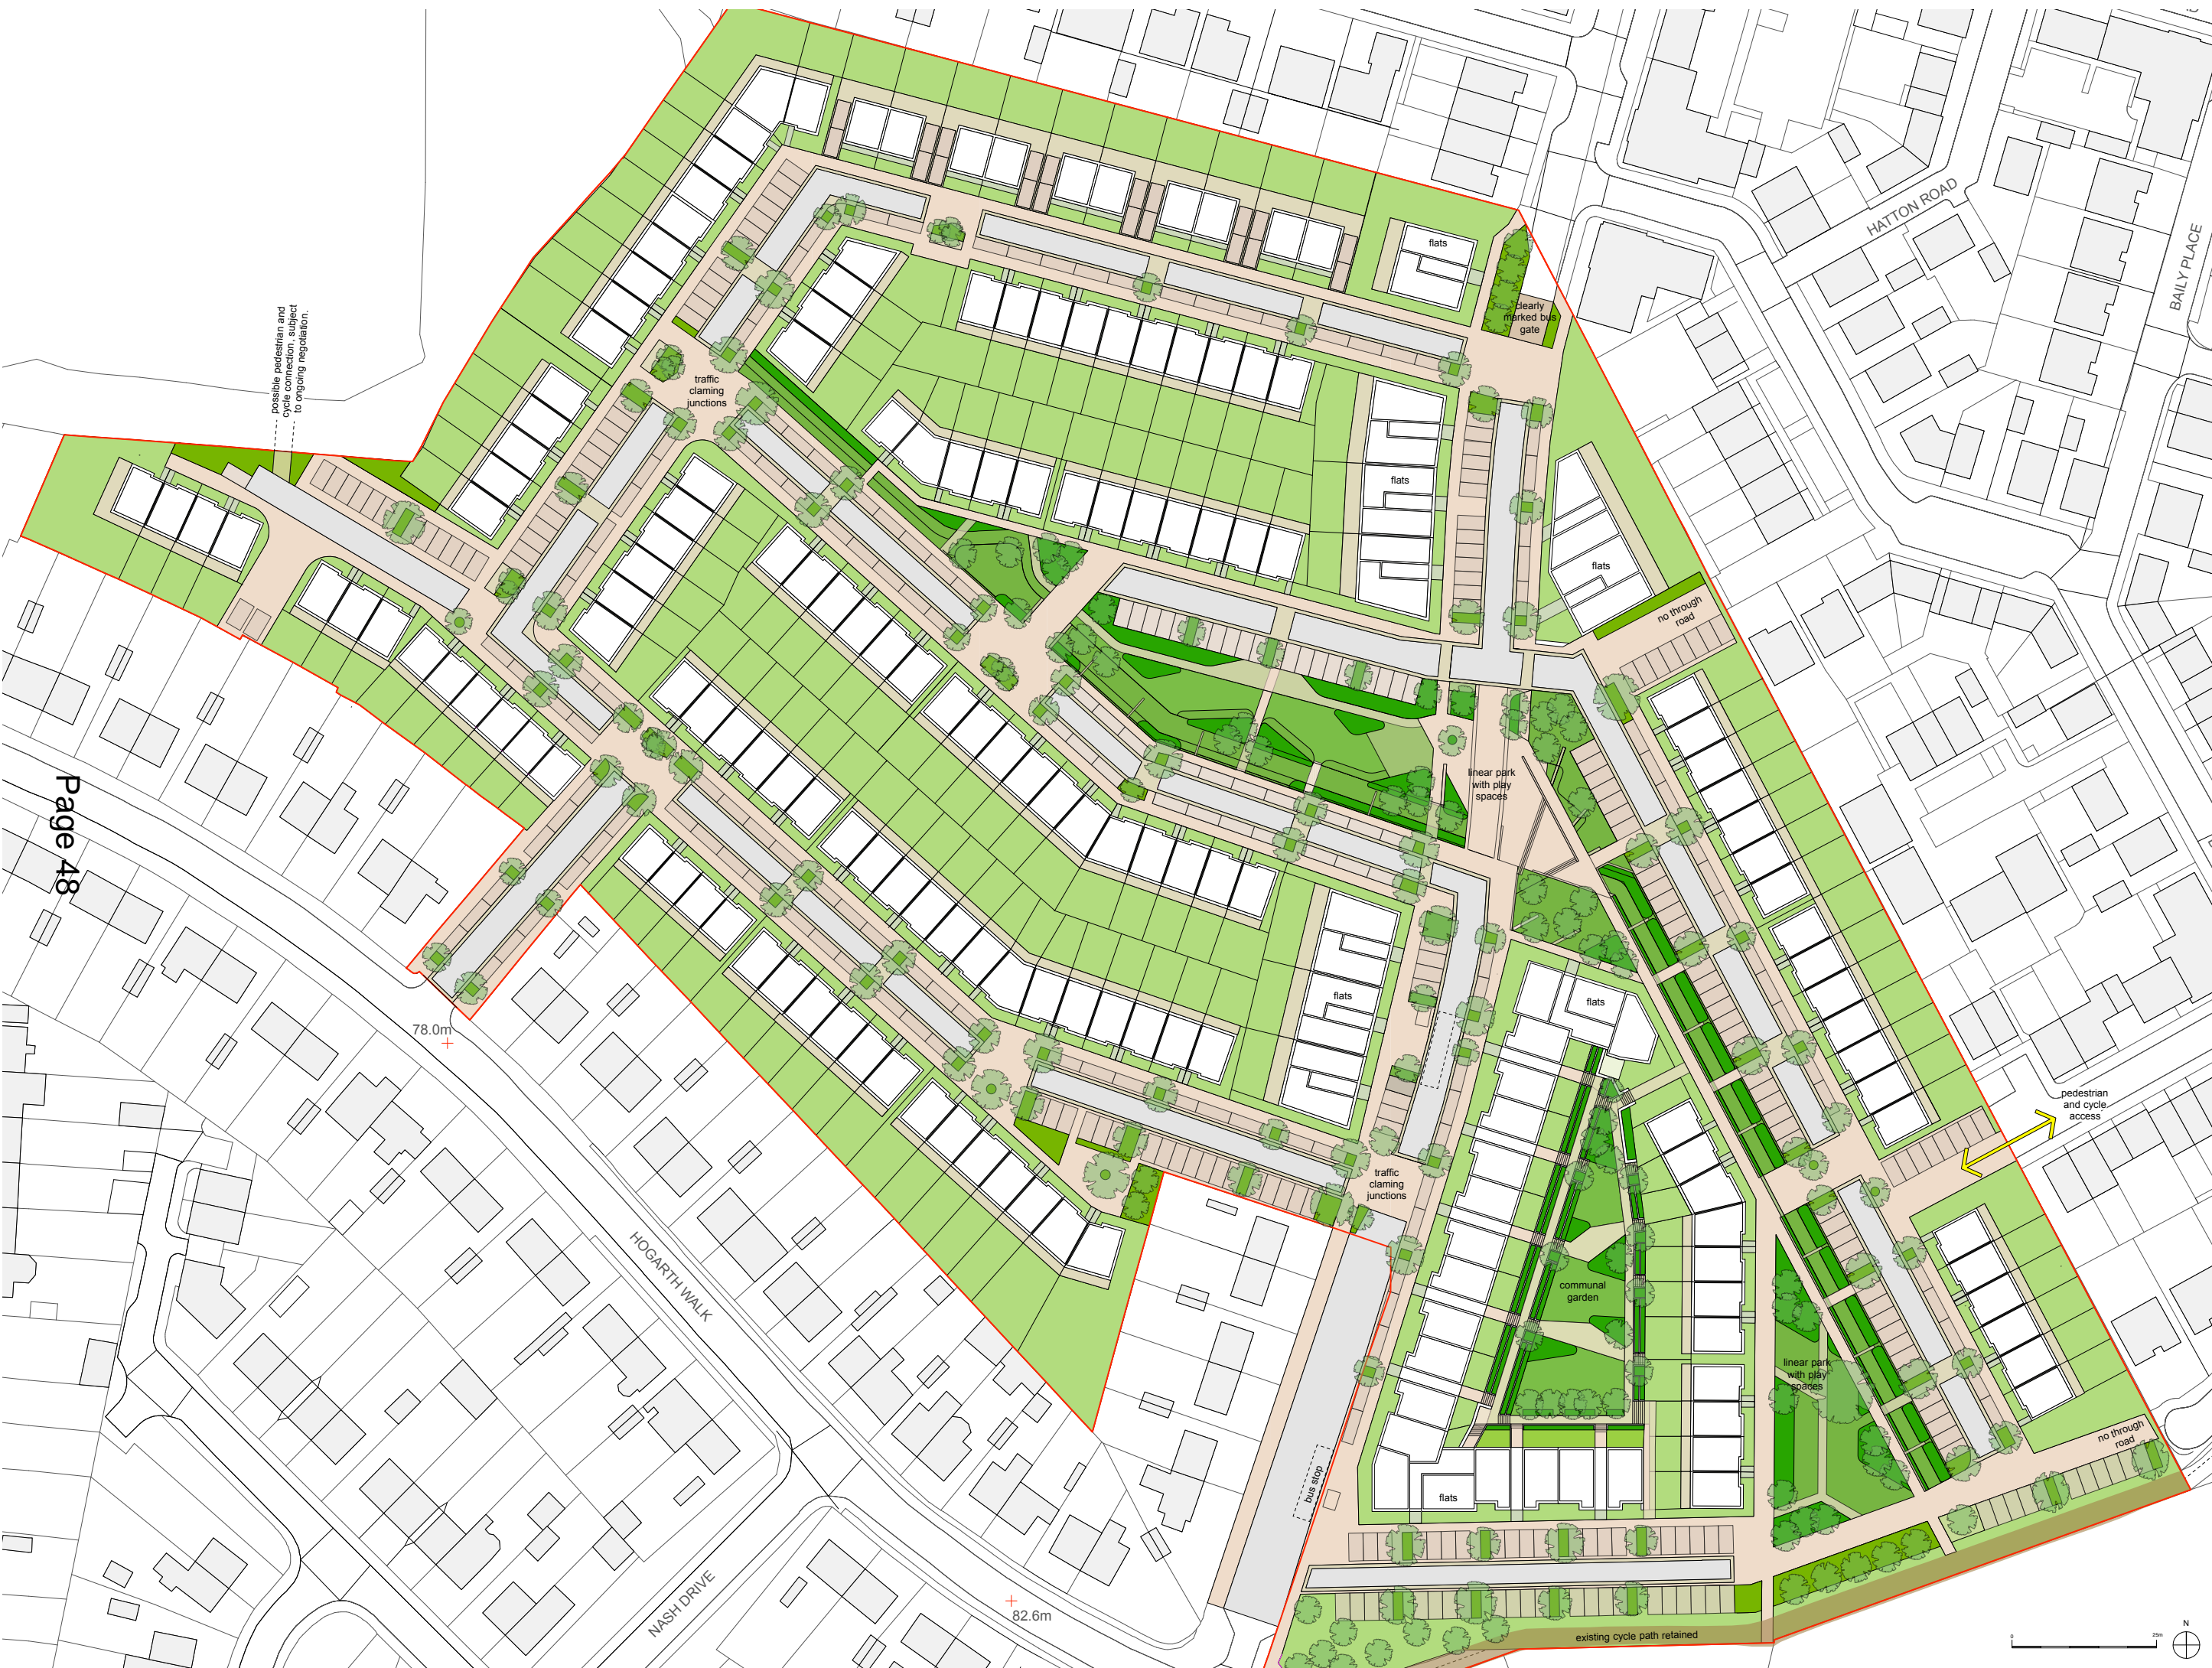 HATTON ROAD
BAILY PLACE
flats
clearly
marked bus
gate
possible pedestrian and
cycle connection, subject
to ongoing negotiation.
traffic
claming
junctions
flats
flats
no through
road
linear park
with play
spaces
Page 48
flats
flats
78.0m
pedestrian
and cycle
access
traffic
claming
junctions
HOGARTH WALK
communal
garden
linear park
with play
spaces
no through
road
bus stop
flats
NASH DRIVE
82.6m
existing cycle path retained
0
25m
N